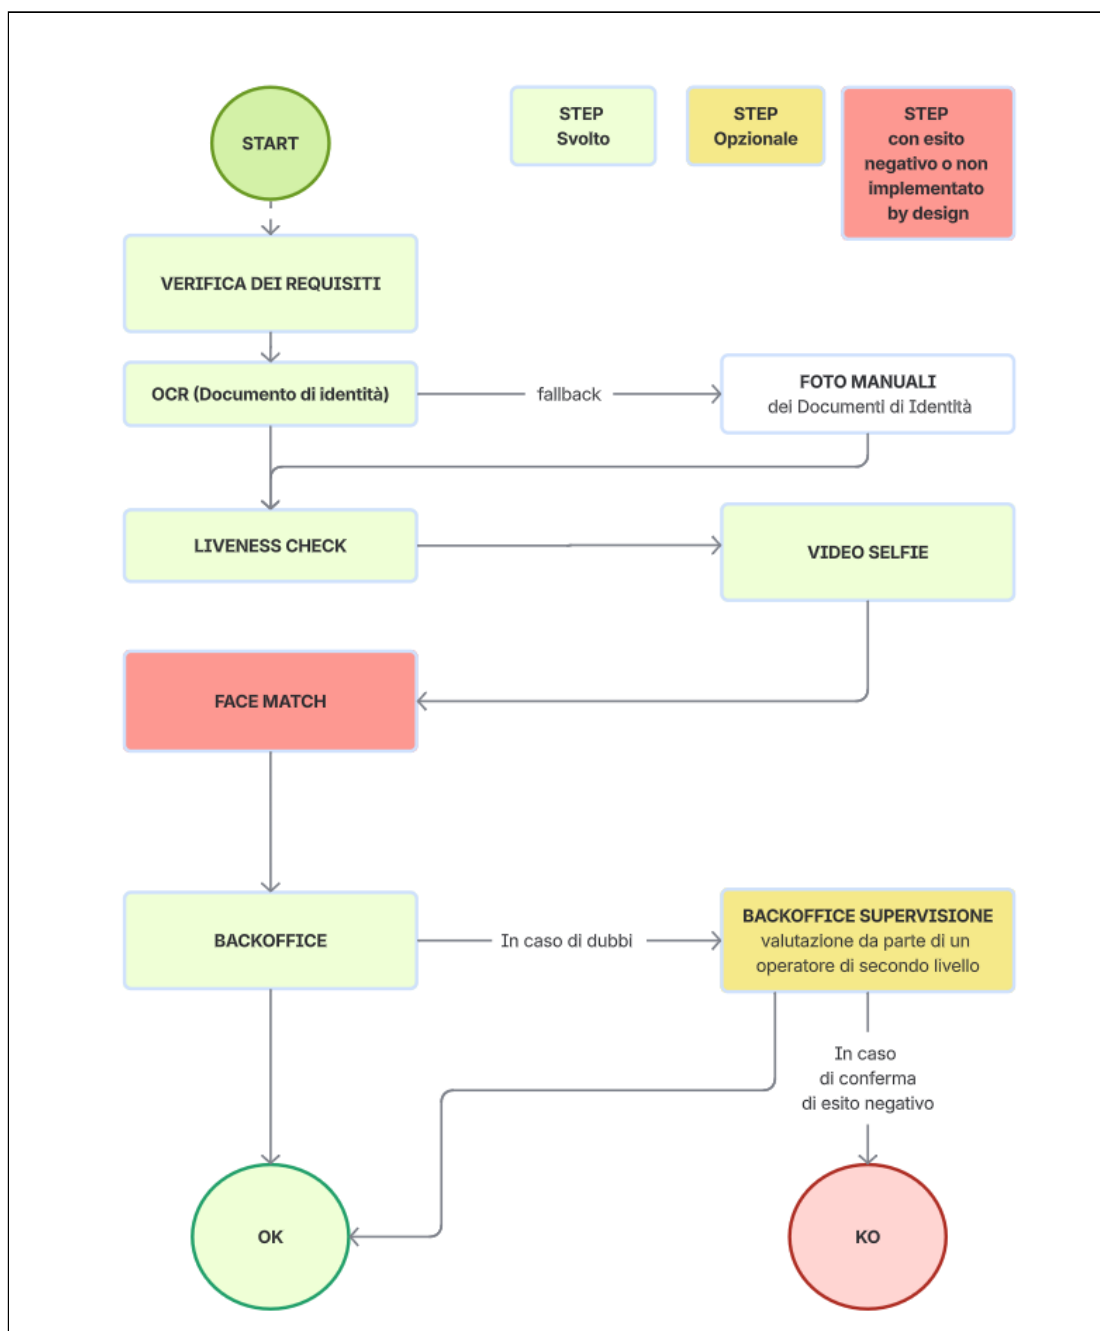 START
STEP
Svolto
STEP
Opzionale
STEP
con esito
negativo o non
implementato
by design
VERIFICA DEI REQUISITI
OCR (Documento di identità)
fallback
FOTO MANUALI
dei Documenti di Identità
LIVENESS CHECK
VIDEO SELFIE
FACE MATCH
BACKOFFICE
In caso di dubbi
BACKOFFICE SUPERVISIONE
valutazione da parte di un
operatore di secondo livello
In caso
di conferma
di esito negativo
OK
KO